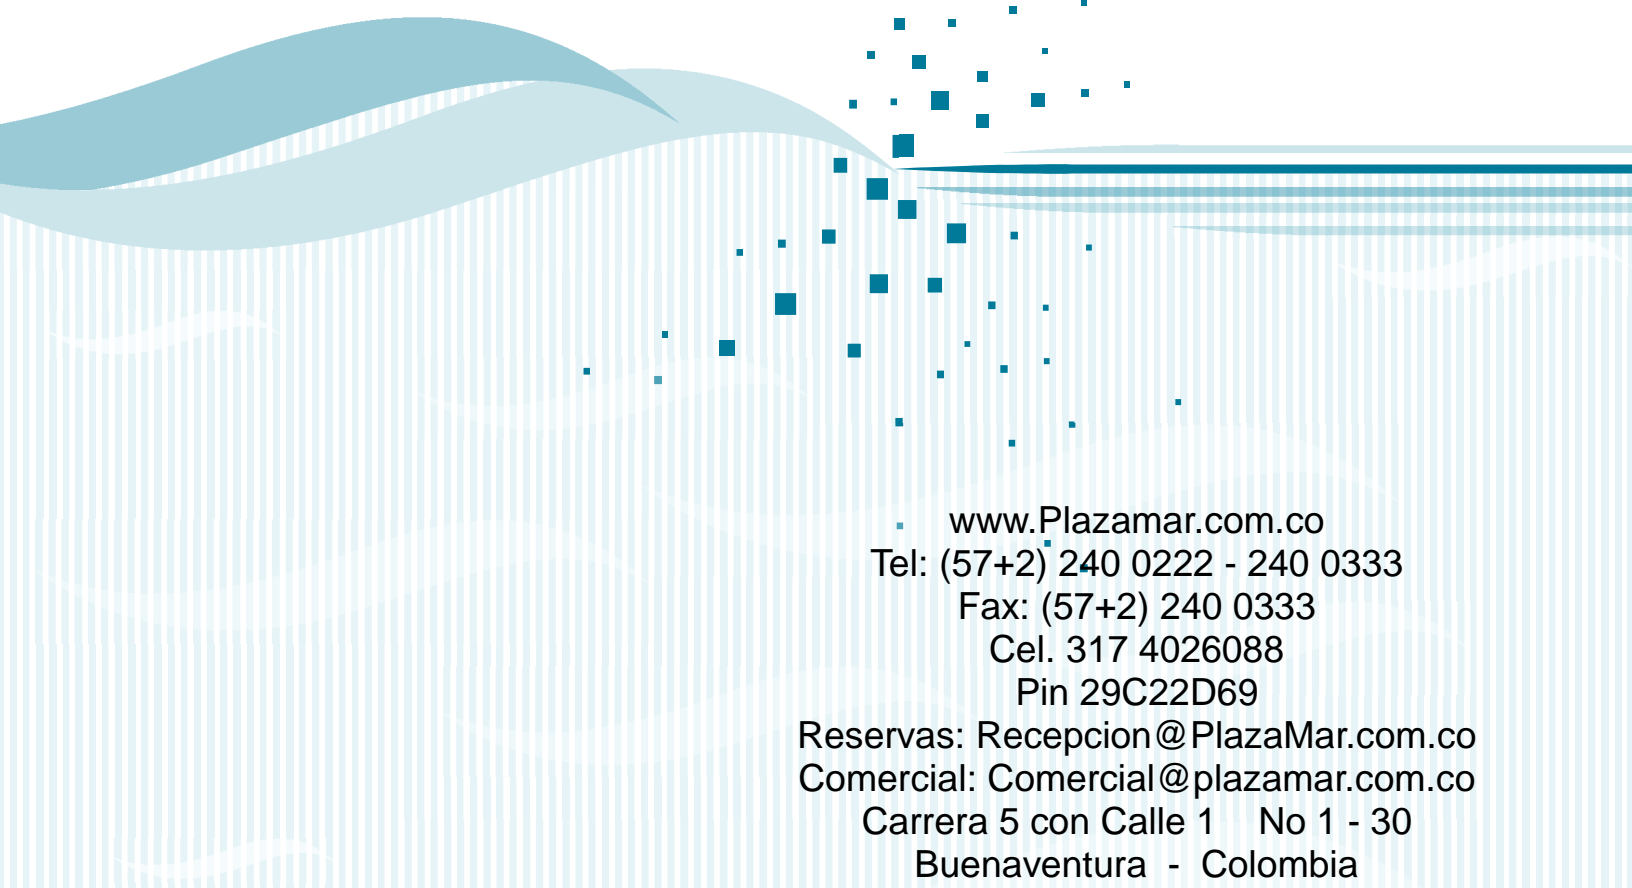 www.Plazamar.com.co
Tel: (57+2) 240 0222 - 240 0333
Fax: (57+2) 240 0333
Cel. 317 4026088
Pin 29C22D69
Reservas: Recepcion@PlazaMar.com.co
Comercial: Comercial@plazamar.com.co
Carrera 5 con Calle 1 No 1 - 30
Buenaventura - Colombia